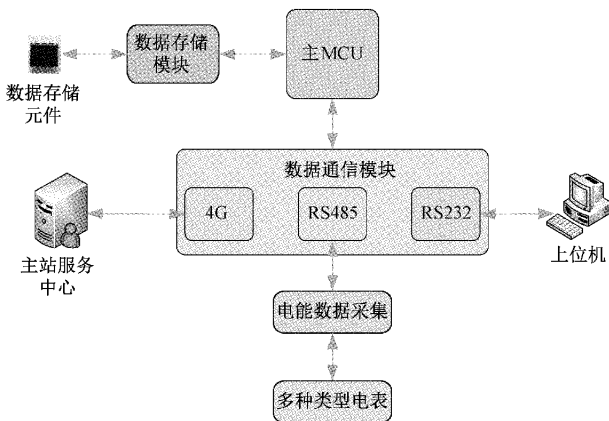 数据存储
模块
主MCU
数据存储
元件
数据通信模块
4G
RS485
RS232
主站服务
中心
上位机
电能数据采集
多种类型电表